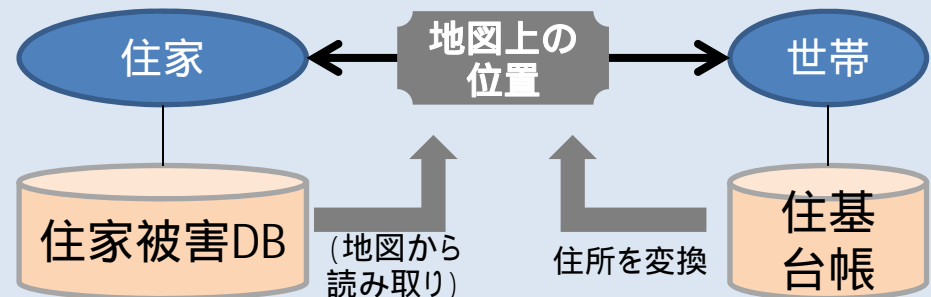 住家
地図上の
位置
世帯
住家被害DB
(地図から
読み取り)
住所を変換
住基
台帳